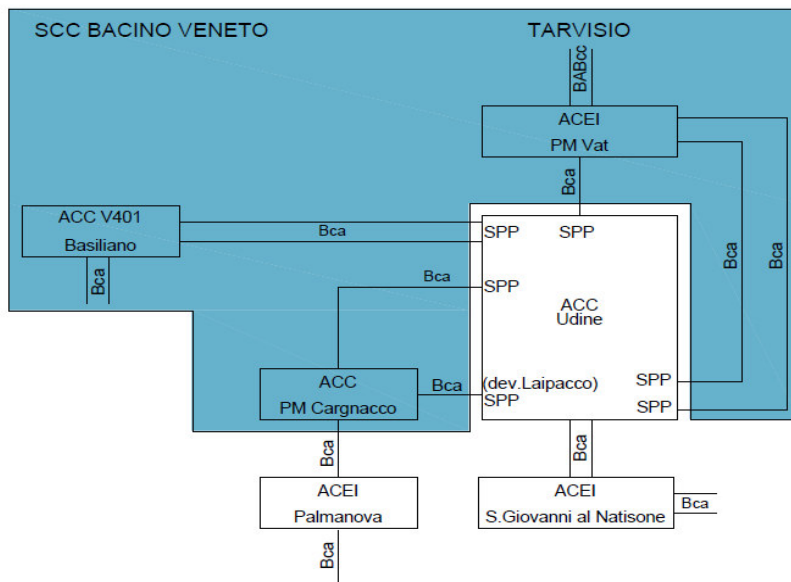 SCC BACINO VENETO
TARVISIO
BABcc
ACEI
PM Vat
Bca
Bca
Bca
ACC V401
Basiliano
Bca
Bca
SPP
SPP
Bca
SPP
ACC
Udine
ACC
PM Cargnacco
Bca
(dev.Laipacco)
SPP
SPP
SPP
Bca
Bca
ACEI
Palmanova
Bca
ACEI
S.Giovanni al Natisone
Bca